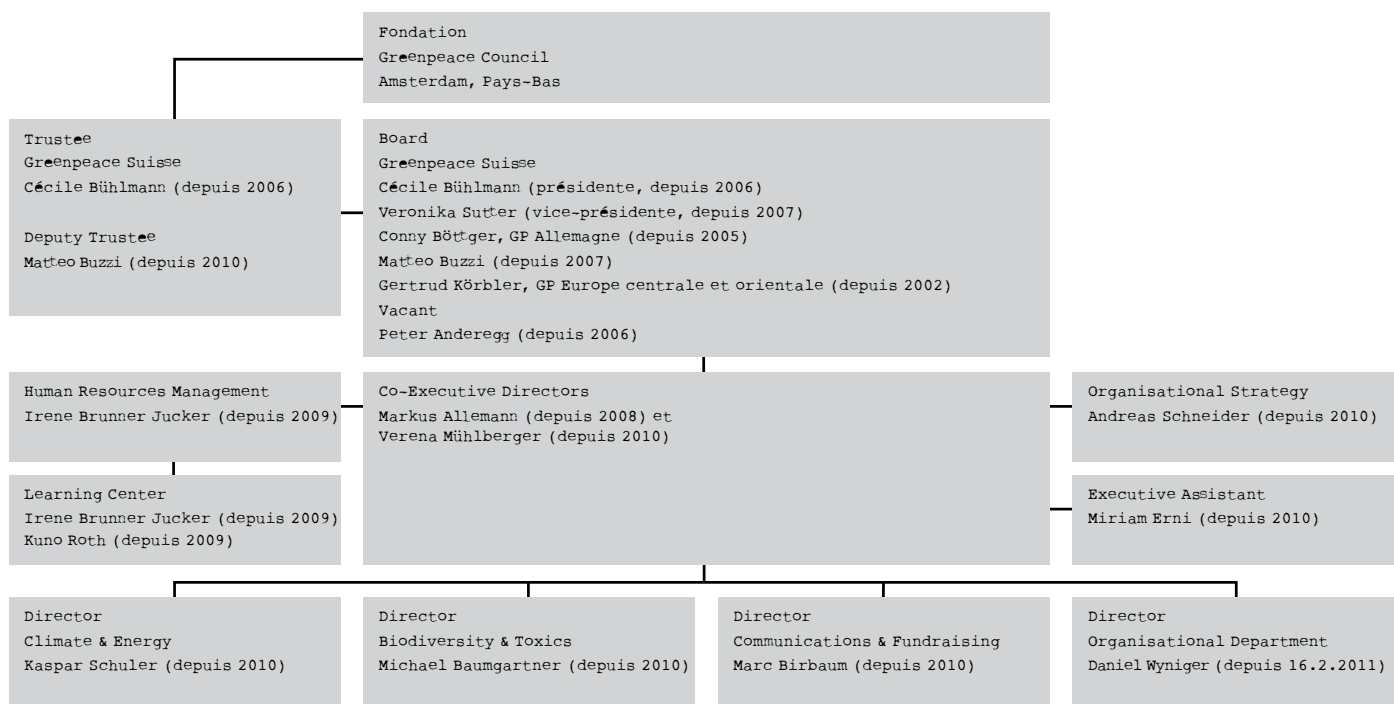 Fondation
Greenpeace Council
Amsterdam, Pays-Bas
Trustee
Greenpeace Suisse
Cécile Bühlmann (depuis 2006)
Deputy Trustee
Matteo Buzzi (depuis 2010)
Board
Greenpeace Suisse
Cécile Bühlmann (présidente, depuis 2006)
Veronika Sutter (vice-présidente, depuis 2007)
Conny Böttger, GP Allemagne (depuis 2005)
Matteo Buzzi (depuis 2007)
Gertrud Körbler, GP Europe centrale et orientale (depuis 2002)
Vacant
Peter Anderegg (depuis 2006)
Human Resources Management
Irene Brunner Jucker (depuis 2009)
Co-Executive Directors
Markus Allemann (depuis 2008) et
Verena Mühlberger (depuis 2010)
Organisational Strategy
Andreas Schneider (depuis 2010)
Learning Center
Irene Brunner Jucker (depuis 2009)
Kuno Roth (depuis 2009)
Executive Assistant
Miriam Erni (depuis 2010)
Director
Climate & Energy
Kaspar Schuler (depuis 2010)
Director
Biodiversity & Toxics
Michael Baumgartner (depuis 2010)
Director
Communications & Fundraising
Marc Birbaum (depuis 2010)
Director
Organisational Department
Daniel Wyniger (depuis 16.2.2011)